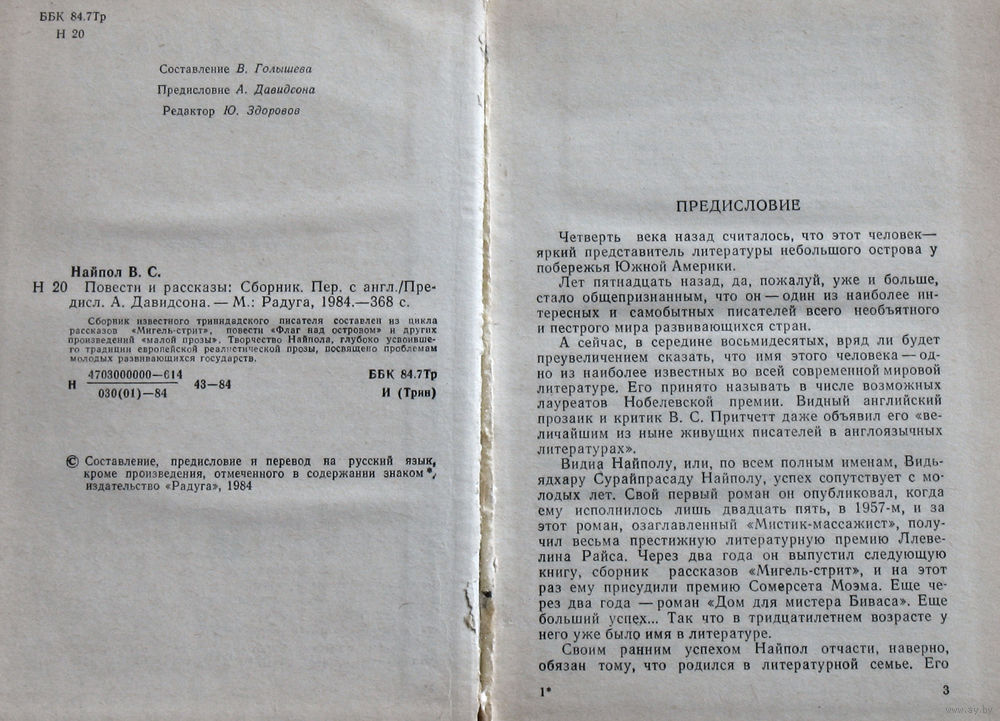 ББК 84.7Тр
Н 20
Составление В. Голышева
Предисловие А. Давидсона
Редактор Ю. Здоровов
Найпол В. С.
Н 20 Повести и рассказы: Сборник. Пер. с англ./Пре-
дисл. А. Давидсона. — М.: Радуга, 1984.—368 с.
Сборник известного тринидадского писателя составлен из цикла
рассказов «Мигель-стрит», повести «Флаг над островом» и других
произведений «малой прозы». Творчество Найпола, глубоко усвоивше-
го традиции европейской реалистической прозы, посвящено проблемам
молодых развивающихся государств.
Н 4703000000—014 43—84 ББК 84.7Тр
030(01)—84 И (Трин)
© Составление, предисловие и перевод на русский язык,
кроме произведения, отмеченного в содержании знаком *,
издательство «Радуга», 1984
ПРЕДИСЛОВИЕ
Четверть века назад считалось, что этот человек—
яркий представитель литературы небольшого острова у
побережья Южной Америки.
Лет пятнадцать назад, да, пожалуй, уже и больше,
стало общепризнанным, что он — один из наиболее ин-
тересных и самобытных писателей всего необъятного
и пестрого мира развивающихся стран.
А сейчас, в середине восьмидесятых, вряд ли будет
преувеличением сказать, что имя этого человека — од-
но из наиболее известных во всей современной мировой
литературе. Его принято называть в числе возможных
лауреатов Нобелевской премии. Видный английский
прозаик и критик В. С. Притчетт даже объявил его «ве-
личайшим из ныне живущих писателей в англоязычных
литературах».
Видиа Найполу, или, по всем полным именам, Видь-
ядхару Сурайпрасаду Найполу, успех сопутствует с мо-
лодых лет. Свой первый роман он опубликовал, когда
ему исполнилось лишь двадцать пять, в 1957-м, и за
этот роман, озаглавленный «Мистик-массажист», полу-
чил весьма престижную литературную премию Ллеве-
лина Райса. Через два года он выпустил следующую
книгу, сборник рассказов «Мигель-стрит», и на этот
раз ему присудили премию Сомерсета Моэма. Еще че-
рез два года — роман «Дом для мистера Биваса». Еще
больший успех... Так что в тридцатилетнем возрасте у
него уже было имя в литературе.
Своим ранним успехом Найпол отчасти, наверно,
обязан тому, что родился в литературной семье. Его
1*
3
www.ay.by